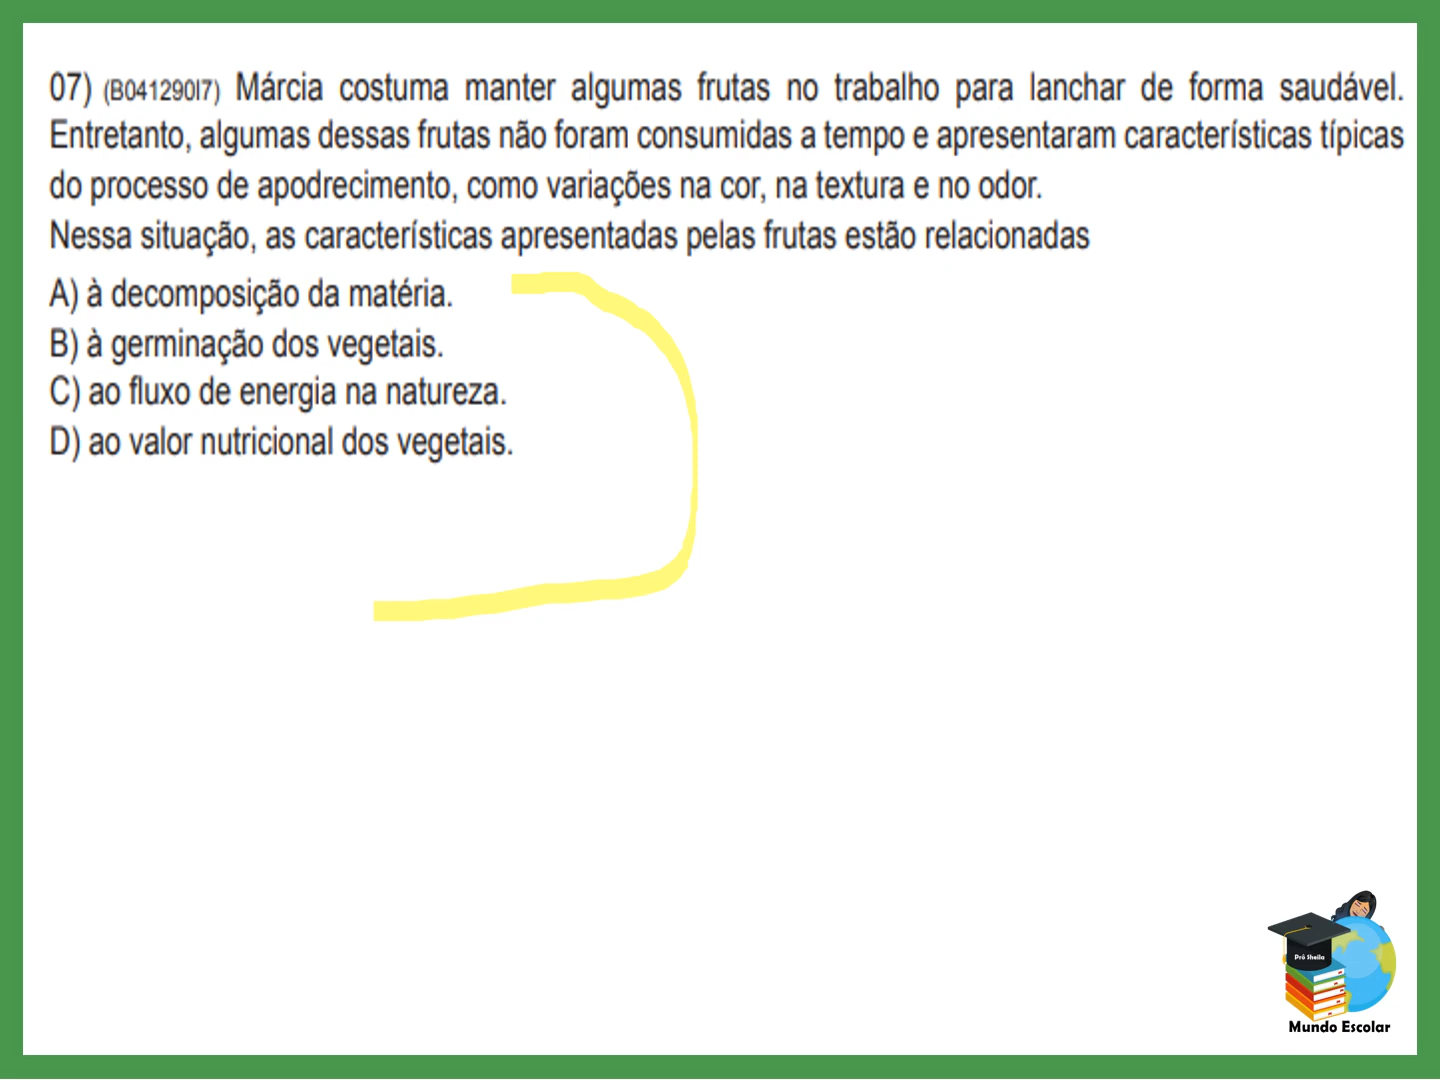 07) (B041290I7) Márcia costuma manter algumas frutas no trabalho para lanchar de forma saudável.
Entretanto, algumas dessas frutas não foram consumidas a tempo e apresentaram características típicas
do processo de apodrecimento, como variações na cor, na textura e no odor.
Nessa situação, as características apresentadas pelas frutas estão relacionadas
A) à decomposição da matéria.
B) à germinação dos vegetais.
C) ao fluxo de energia na natureza.
D) ao valor nutricional dos vegetais.
Pró Sheila
Mundo Escolar